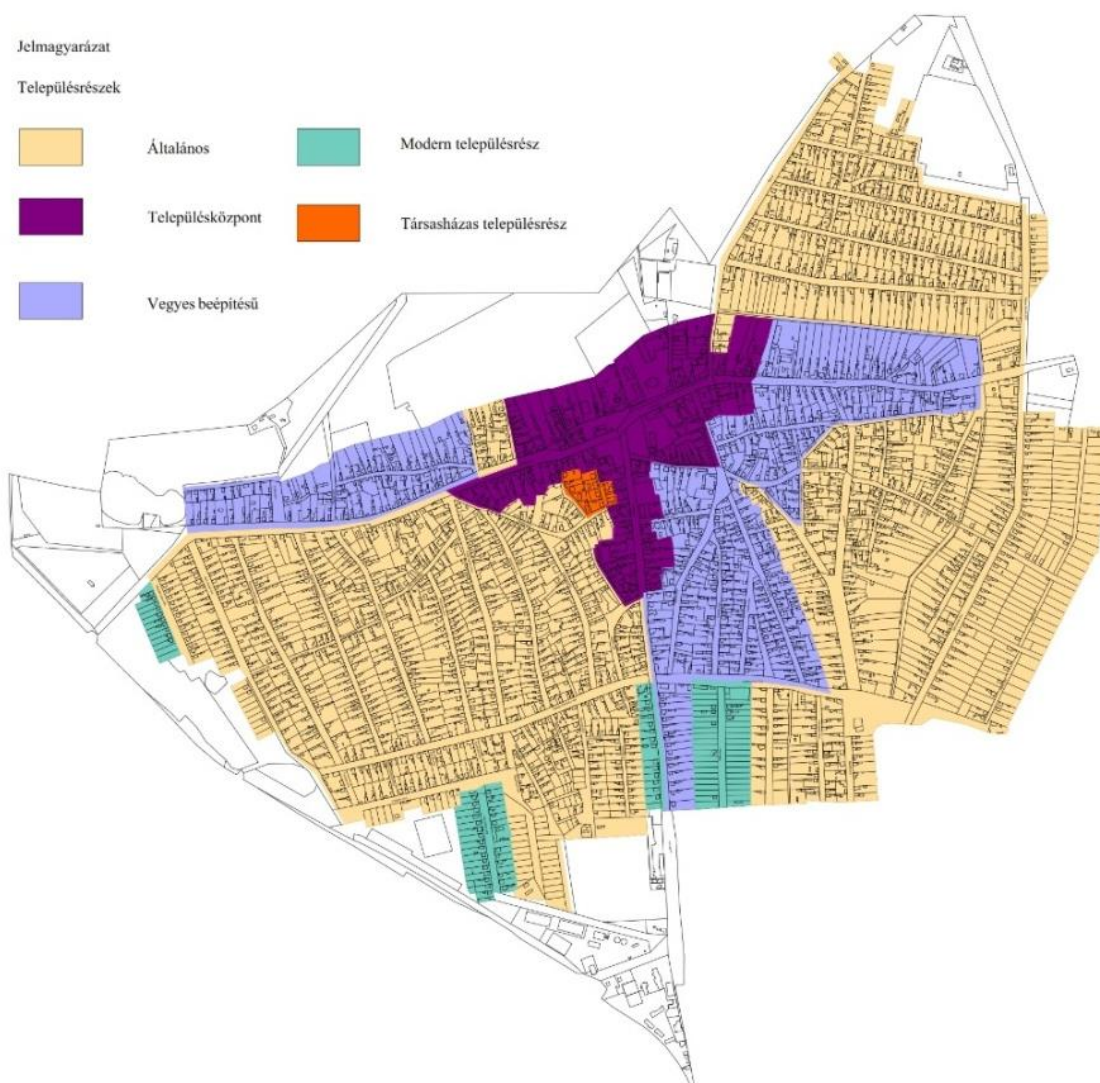 Jelmagyarázat
Településrészek
Általános
Modern településrész
Településközpont
Társasházas településrész
Vegyes beépítésű